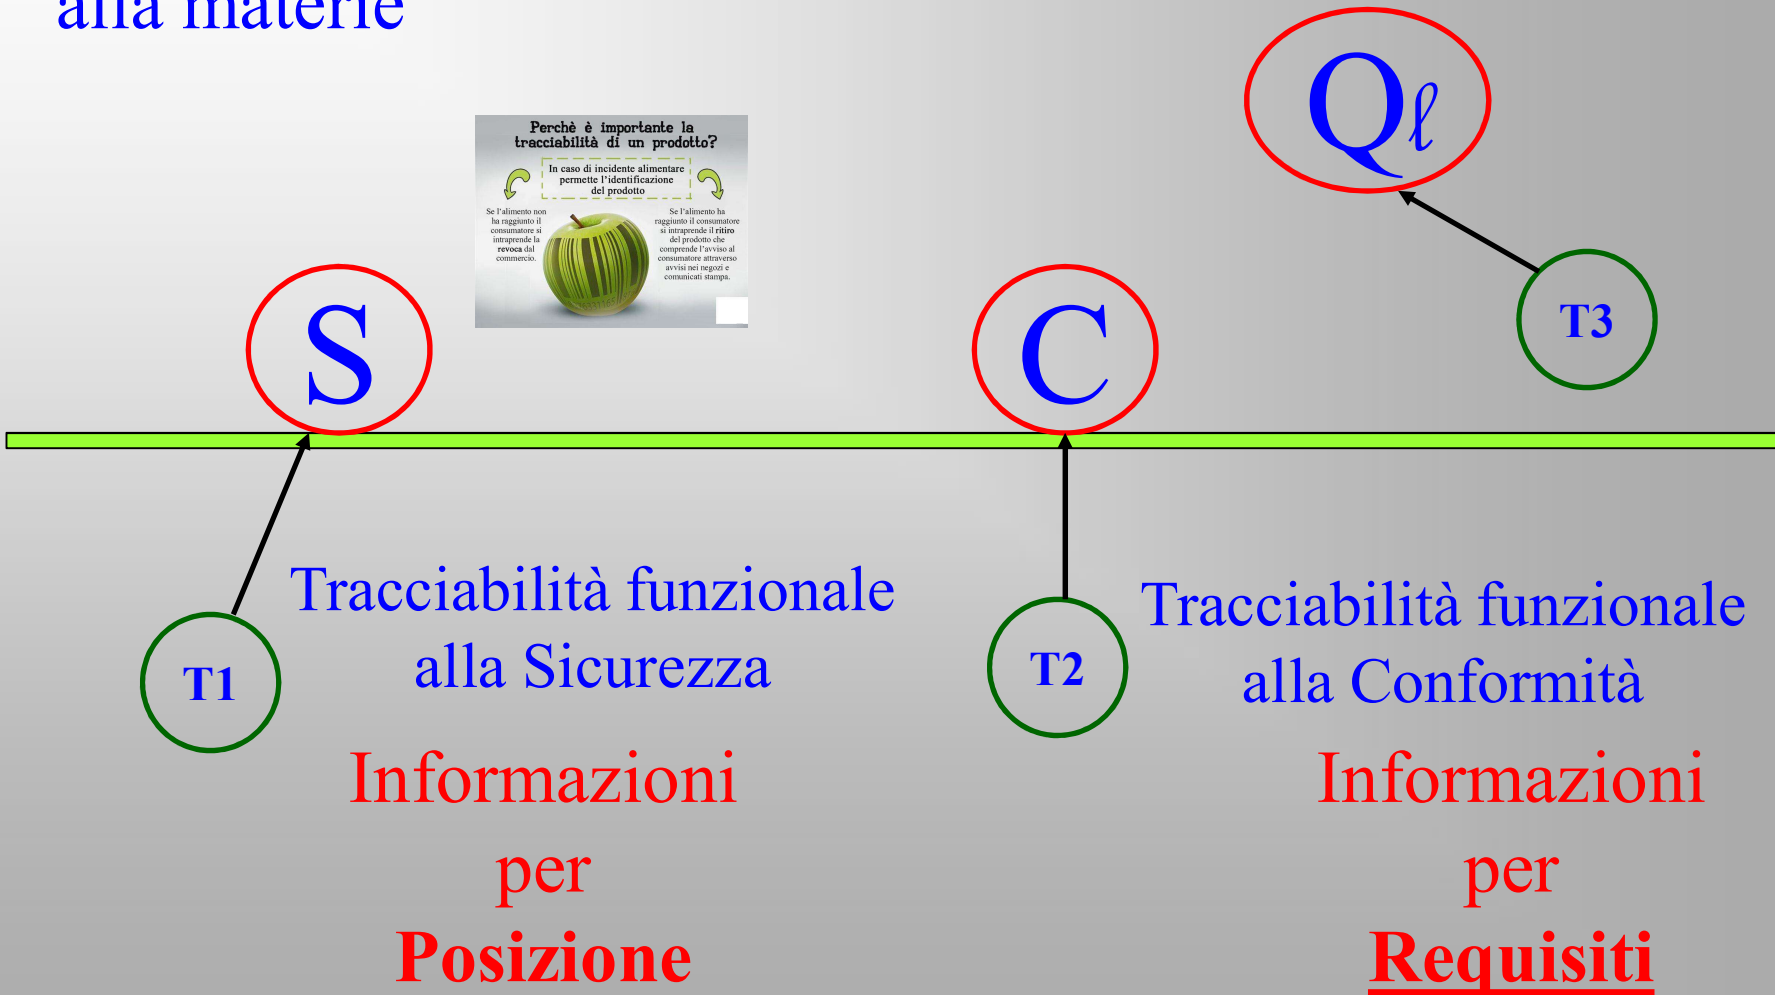 alla materie
Qℓ
Perchè è importante la
tracciabilità di un prodotto?
In caso di incidente alimentare
permette l'identificazione
del prodotto
Se l'alimento non
ha raggiunto il
consumatore si
intraprende la
revoca dal
commercio.
Se l'alimento ha
raggiunto il consumatore
si intraprende il ritiro
del prodotto che
comprende l'avviso al
consumatore attraverso
avvisi nei negozi e
comunicati stampa.
S
C
T3
Tracciabilità funzionale
alla Sicurezza
T1
Tracciabilità funzionale
alla Conformità
T2
Informazioni
per
Posizione
Informazioni
per
Requisiti